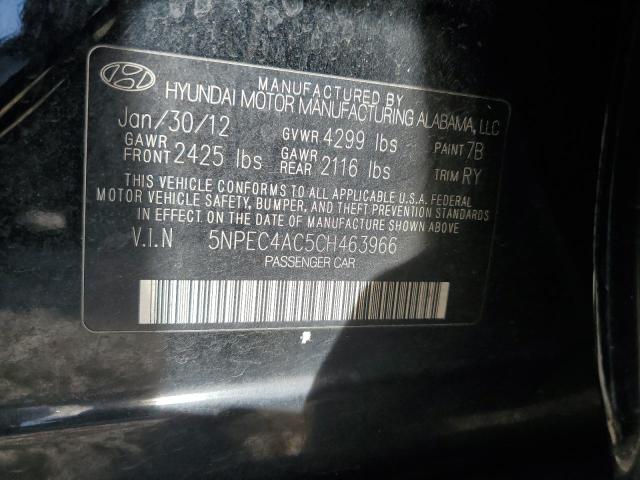 MANUFACTURED BY
HYUNDAI MOTOR MANUFACTURING ALABAMA, LLC
Jan/30/12 GVWR 4299 lbs PAINT 7B
GAWR FRONT 2425 lbs GAWR REAR 2116 lbs TRIM RY
THIS VEHICLE CONFORMS TO ALL APPLICABLE U.S.A. FEDERAL
MOTOR VEHICLE SAFETY, BUMPER, AND THEFT PREVENTION STANDARDS
IN EFFECT ON THE DATE OF MANUFACTURE SHOWN ABOVE.
V.I.N 5NPEC4AC5CH463966
PASSENGER CAR